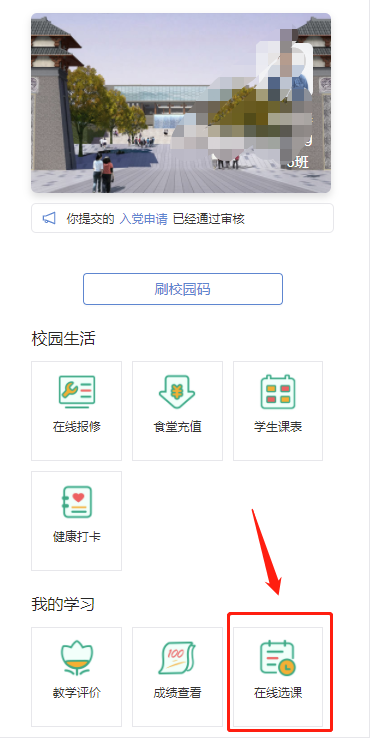 班
你提交的 入党申请 已经通过审核
刷校园码
校园生活
在线报修 食堂充值 学生课表
健康打卡
我的学习
100
教学评价 成绩查看 在线选课